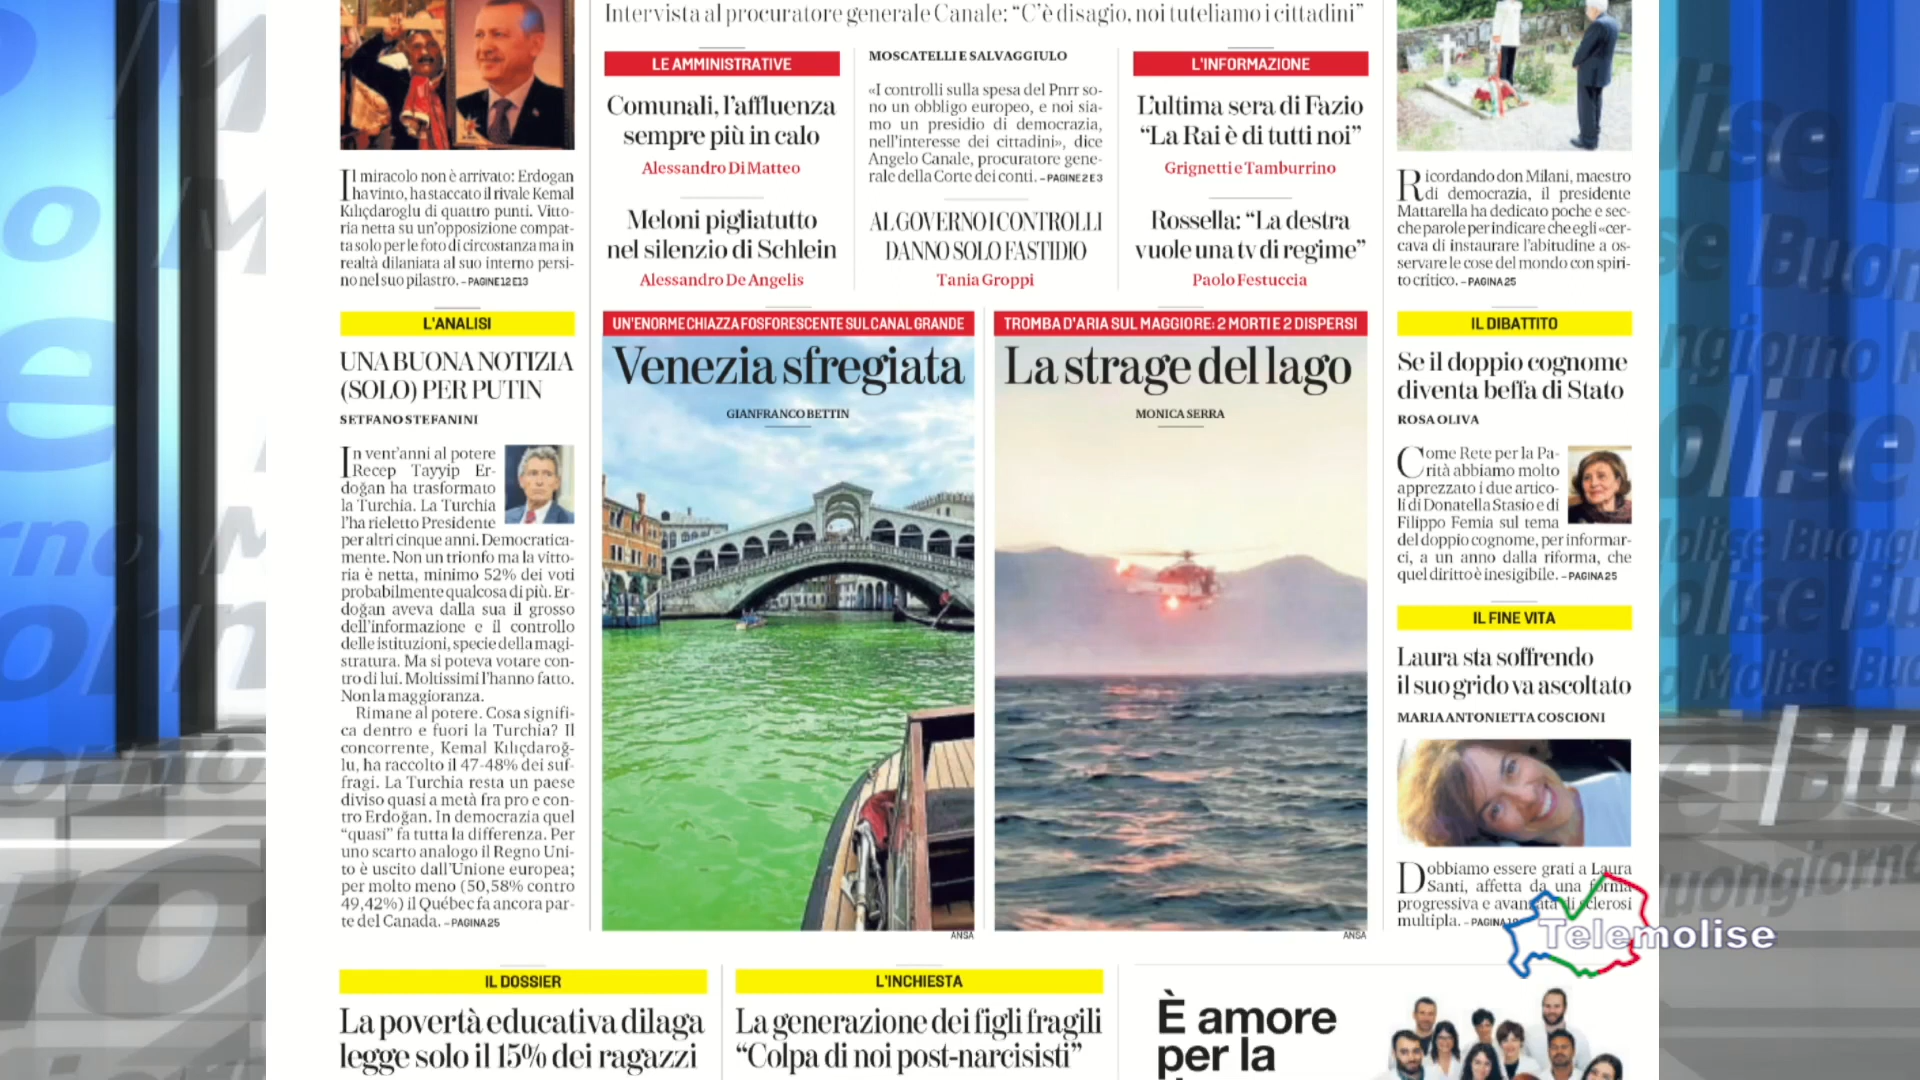 Intervista al procuratore generale Canale: “C’è disagio, noi tuteliamo i cittadini”
Il miracolo non è arrivato: Erdogan
ha vinto, ha staccato il rivale Kemal
Kılıçdaroglu di quattro punti. Vitto-
ria netta su un’opposizione compat-
ta solo per le foto di circostanza ma in
realtà dilaniata al suo interno persi-
no nel suo pilastro. – PAGINE 12 E 13
L'ANALISI
UNA BUONA NOTIZIA
(SOLO) PER PUTIN
SETFANO STEFANINI
In vent’anni al potere
Recep Tayyip Er-
doğan ha trasformato
la Turchia. La Turchia
l’ha rieletto Presidente
per altri cinque anni. Democratica-
mente. Non un trionfo ma la vitto-
ria è netta, minimo 52% dei voti
probabilmente qualcosa di più. Er-
doğan aveva dalla sua il grosso
dell’informazione e il controllo
delle istituzioni, specie della magi-
stratura. Ma si poteva votare con-
tro di lui. Moltissimi l’hanno fatto.
Non la maggioranza.
Rimane al potere. Cosa signifi-
ca dentro e fuori la Turchia? Il
concorrente, Kemal Kılıçdaroğ-
lu, ha raccolto il 47-48% dei suf-
fragi. La Turchia resta un paese
diviso quasi a metà fra pro e con-
tro Erdoğan. In democrazia quel
“quasi” fa tutta la differenza. Per
uno scarto analogo il Regno Uni-
to è uscito dall’Unione europea;
per molto meno (50,58% contro
49,42%) il Québec fa ancora par-
te del Canada. – PAGINA 25
LE AMMINISTRATIVE
Comunali, l’affluenza
sempre più in calo
Alessandro Di Matteo
Meloni pigliatutto
nel silenzio di Schlein
Alessandro De Angelis
MOSCATELLI E SALVAGGIULO
«I controlli sulla spesa del Pnrr so-
no un obbligo europeo, e noi sia-
mo un presidio di democrazia,
nell’interesse dei cittadini», dice
Angelo Canale, procuratore gene-
rale della Corte dei conti. – PAGINE 2 E 3
AL GOVERNO I CONTROLLI
DANNO SOLO FASTIDIO
Tania Groppi
L'INFORMAZIONE
L’ultima sera di Fazio
“La Rai è di tutti noi”
Grignetti e Tamburrino
Rossella: “La destra
vuole una tv di regime”
Paolo Festuccia
UN'ENORME CHIAZZA FOSFORESCENTE SUL CANAL GRANDE
Venezia sfregiata
GIANFRANCO BETTIN
ANSA
TROMBA D'ARIA SUL MAGGIORE: 2 MORTI E 2 DISPERSI
La strage del lago
MONICA SERRA
ANSA
Ricordando don Milani, maestro
di democrazia, il presidente
Mattarella ha dedicato poche e sec-
che parole per indicare che egli «cer-
cava di instaurare l’abitudine a os-
servare le cose del mondo con spiri-
to critico. – PAGINA 25
IL DIBATTITO
Se il doppio cognome
diventa beffa di Stato
ROSA OLIVA
Come Rete per la Pa-
rità abbiamo molto
apprezzato i due artico-
li di Donatella Stasio e di
Filippo Femia sul tema
del doppio cognome, per informar-
ci, a un anno dalla riforma, che
quel diritto è inesigibile. – PAGINA 25
IL FINE VITA
Laura sta soffrendo
il suo grido va ascoltato
MARIA ANTONIETTA COSCIONI
Dobbiamo essere grati a Laura
Santi, affetta da una forma
progressiva e avanzata di sclerosi
multipla. – PAGINA
Telemolise
IL DOSSIER
La povertà educativa dilaga
legge solo il 15% dei ragazzi
L'INCHIESTA
La generazione dei figli fragili
“Colpa di noi post-narcisisti”
È amore
per la